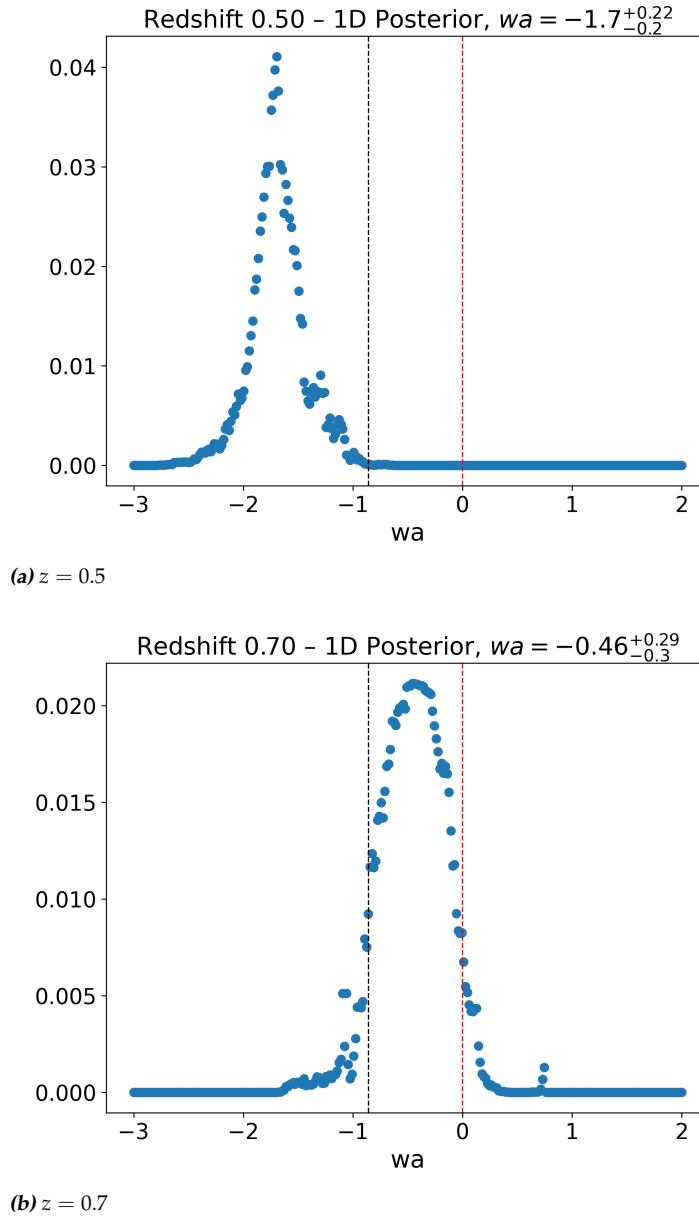 Redshift 0.50 – 1D Posterior, wa = −1.7^{+0.22}_{−0.2}
0.04
0.03
0.02
0.01
0.00
−3 −2 −1 0 1 2
wa
(a) z = 0.5
Redshift 0.70 – 1D Posterior, wa = −0.46^{+0.29}_{−0.3}
0.020
0.015
0.010
0.005
0.000
−3 −2 −1 0 1 2
wa
(b) z = 0.7